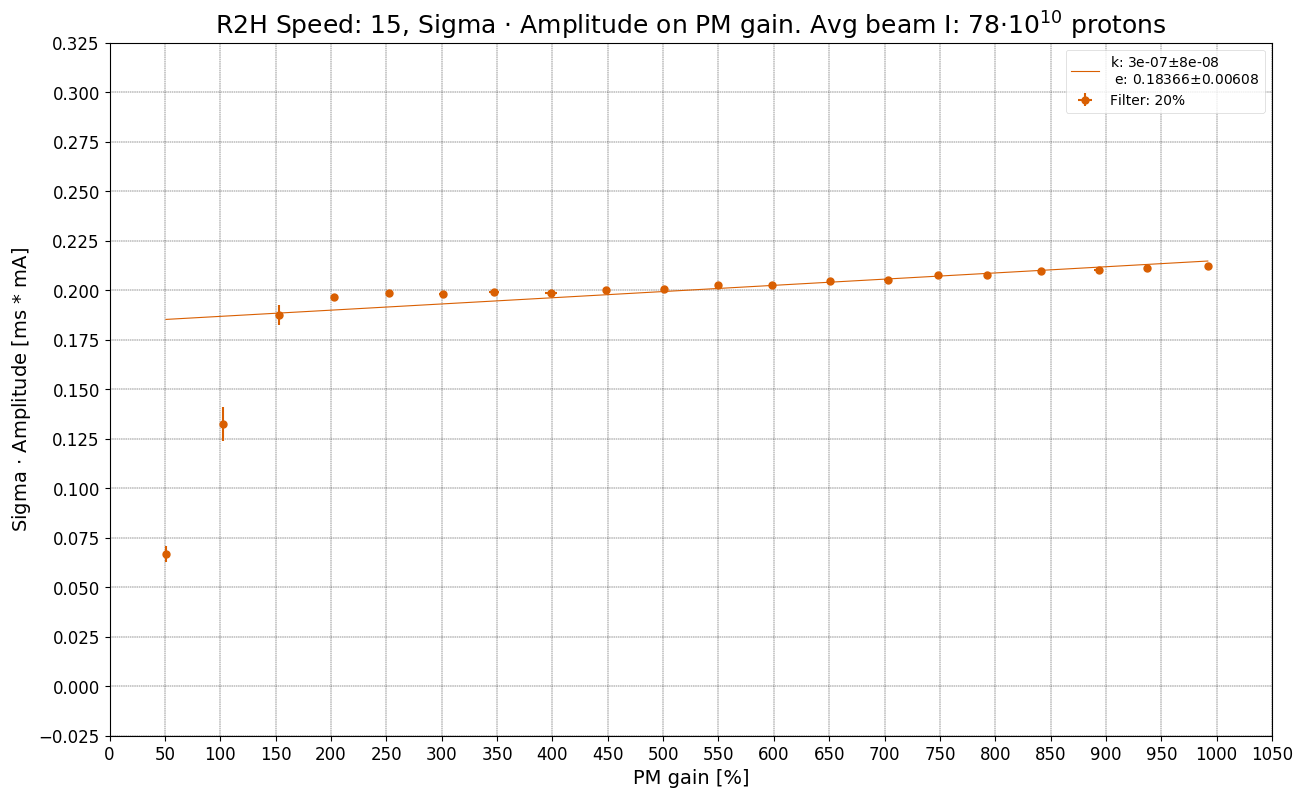 R2H Speed: 15, Sigma · Amplitude on PM gain. Avg beam I: 78·10^10 protons
k: 3e-07±8e-08
e: 0.18366±0.00608
Filter: 20%
Sigma · Amplitude [ms * mA]
0.325
0.300
0.275
0.250
0.225
0.200
0.175
0.150
0.125
0.100
0.075
0.050
0.025
0.000
−0.025
0 50 100 150 200 250 300 350 400 450 500 550 600 650 700 750 800 850 900 950 1000 1050
PM gain [%]